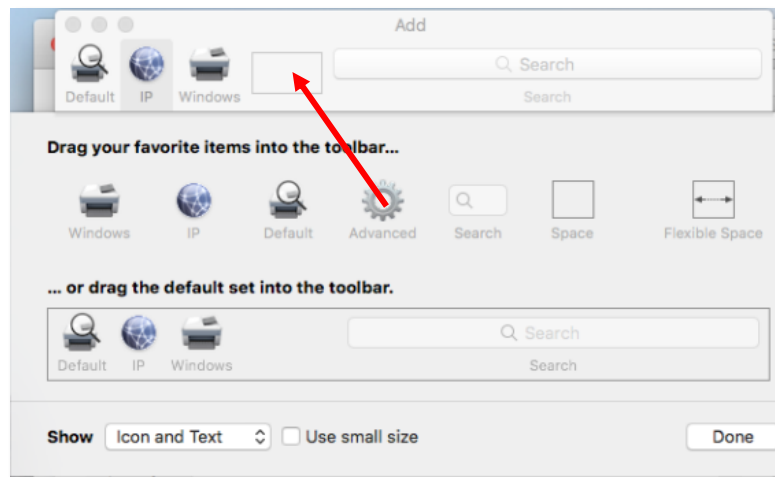 Add
Search
Default IP Windows Search
Drag your favorite items into the toolbar...
Search
Windows IP Default Advanced Search Space Flexible Space
... or drag the default set into the toolbar.
Search
Default IP Windows Search
Show Icon and Text Use small size Done